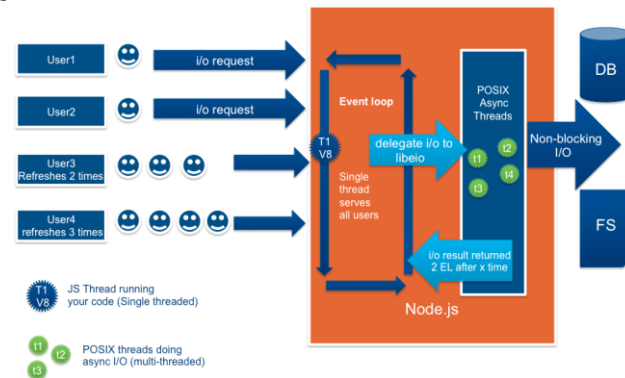 User1
i/o request
User2
i/o request
User3
Refreshes 2 times
User4
refreshes 3 times
T1
V8
JS Thread running
your code (Single threaded)
t1
t2
t3
POSIX threads doing
async I/O (multi-threaded)
Event loop
T1
V8
Single
thread
serves
all users
delegate i/o to
libeio
i/o result returned
2 EL after x time
Node.js
POSIX
Async
Threads
t1
t2
t3
t4
Non-blocking
I/O
DB
FS